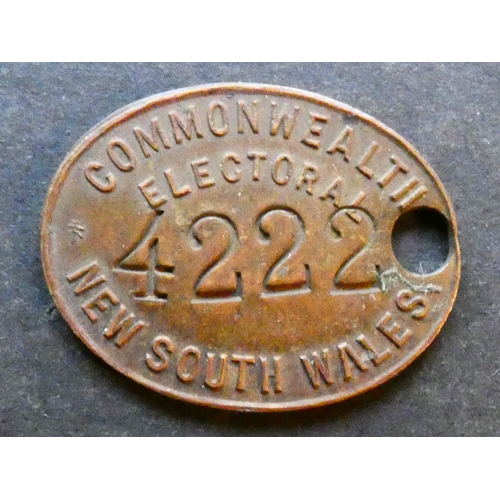 COMMONWEALTH
ELECTORAL
4222
NEW SOUTH WALES